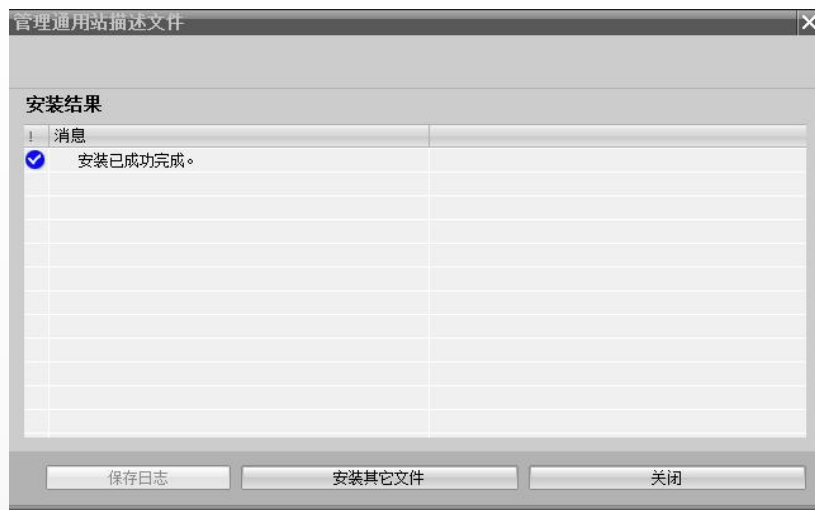 管理通用站描述文件
安装结果
! 消息
安装已成功完成。
保存日志 安装其它文件 关闭